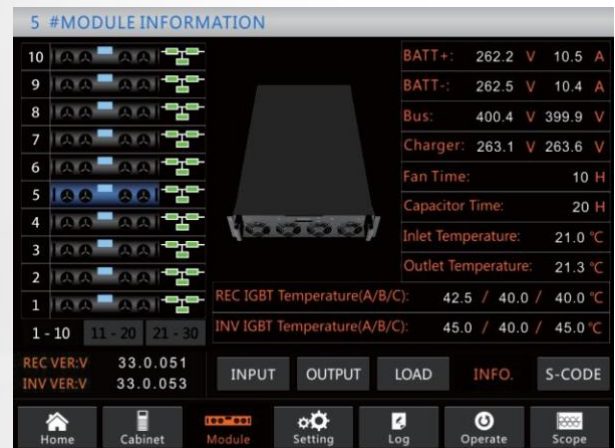 5 #MODULE INFORMATION
10
9
8
7
6
5
4
3
2
1
1 - 10 11 - 20 21 - 30
BATT+: 262.2 V 10.5 A
BATT-: 262.5 V 10.4 A
Bus: 400.4 V 399.9 V
Charger: 263.1 V 263.6 V
Fan Time: 10 H
Capacitor Time: 20 H
Inlet Temperature: 21.0 ℃
Outlet Temperature: 21.3 ℃
REC IGBT Temperature(A/B/C): 42.5 / 40.0 / 40.0 ℃
INV IGBT Temperature(A/B/C): 45.0 / 40.0 / 45.0 ℃
REC VER:V 33.0.051
INV VER:V 33.0.053
INPUT OUTPUT LOAD INFO. S-CODE
Home Cabinet Module Setting Log Operate Scope